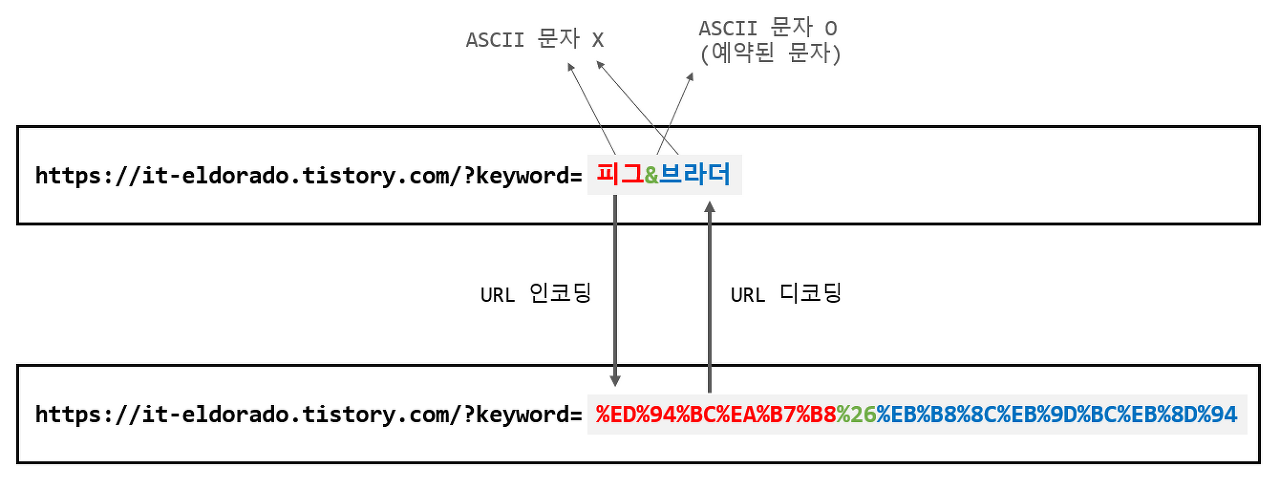 ASCII 문자 X
ASCII 문자 O
(예약된 문자)
https://it-eldorado.tistory.com/?keyword=피그&브라더
URL 인코딩
URL 디코딩
https://it-eldorado.tistory.com/?keyword=%ED%94%BC%EA%B7%B8%26%EB%B8%8C%EB%9D%BC%EB%8D%94